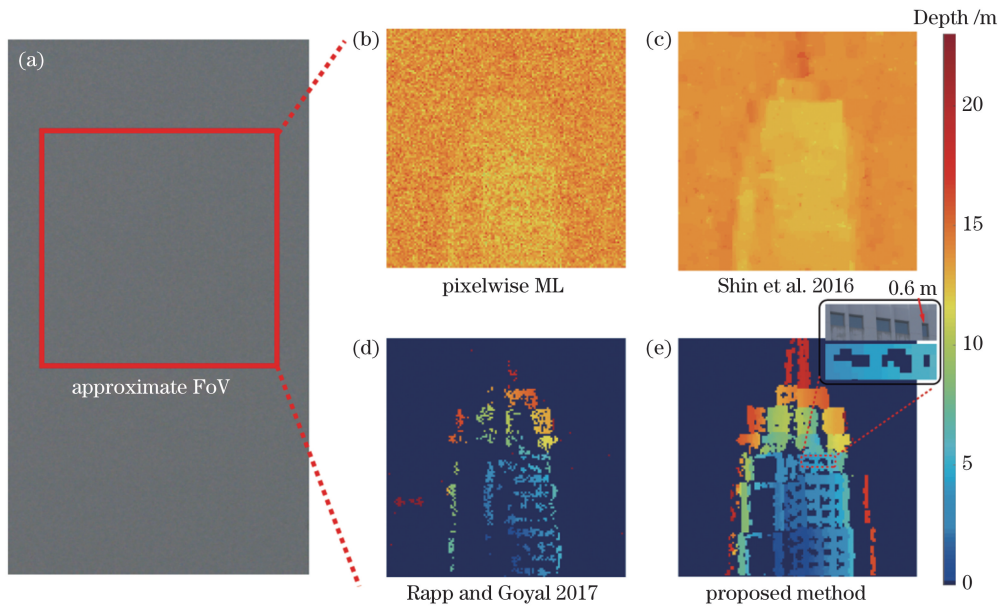 Depth /m
(a)
(b)
(c)
20
15
approximate FoV
pixelwise ML
Shin et al. 2016
0.6 m
(d)
(e)
10
5
0
Rapp and Goyal 2017
proposed method